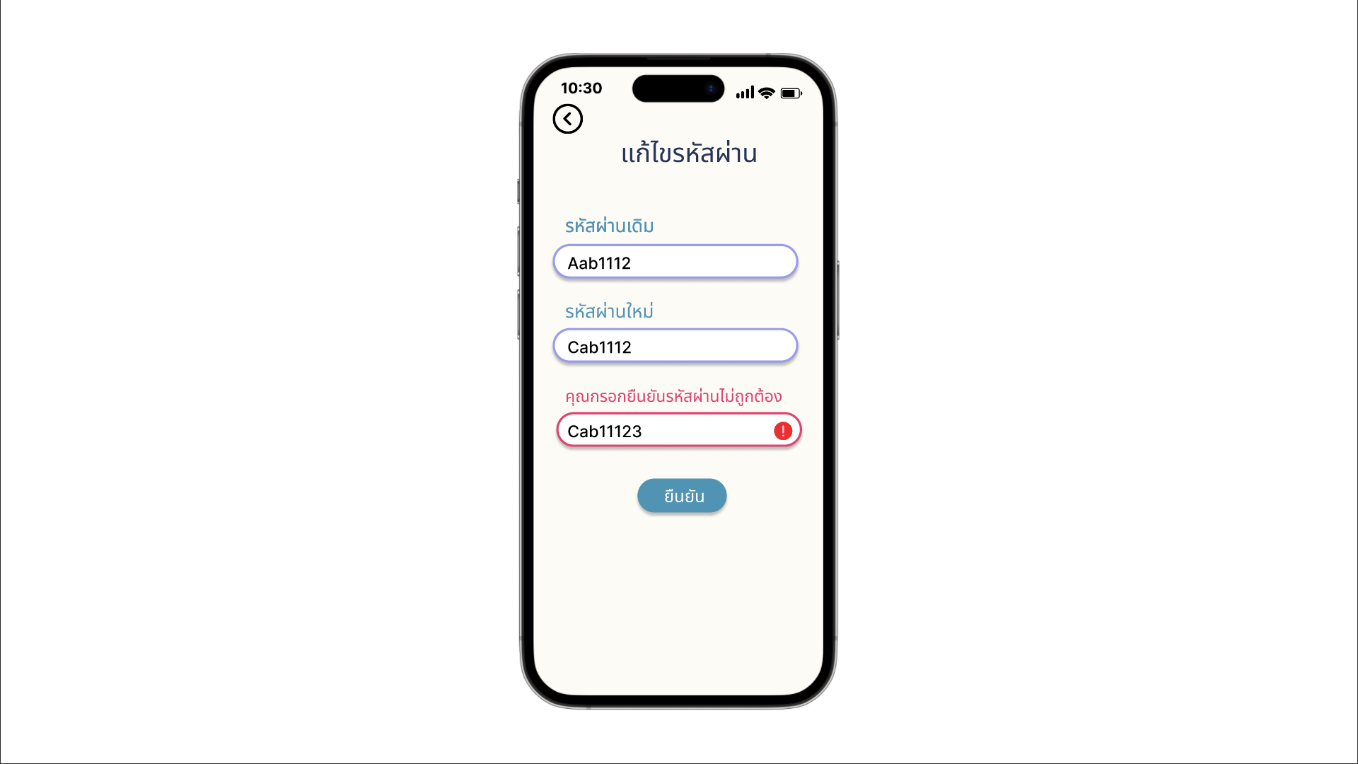 10:30
แก้ไขรหัสผ่าน
รหัสผ่านเดิม
Aab1112
รหัสผ่านใหม่
Cab1112
คุณกรอกยืนยันรหัสผ่านไม่ถูกต้อง
Cab11123
ยืนยัน